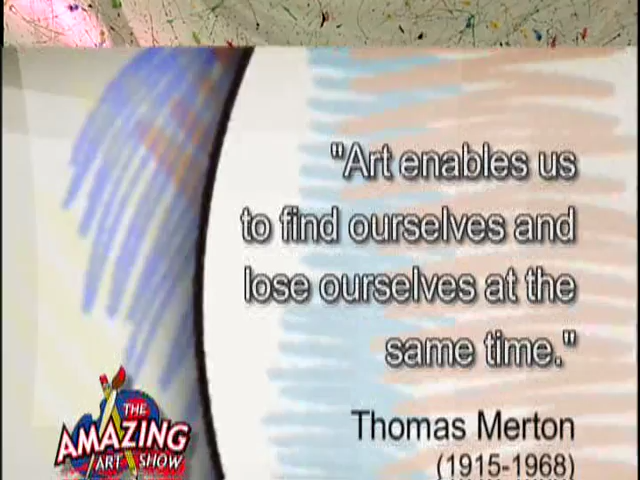 "Art enables us
to find ourselves and
lose ourselves at the
same time."
Thomas Merton
(1915-1968)
THE
AMAZING
ART SHOW